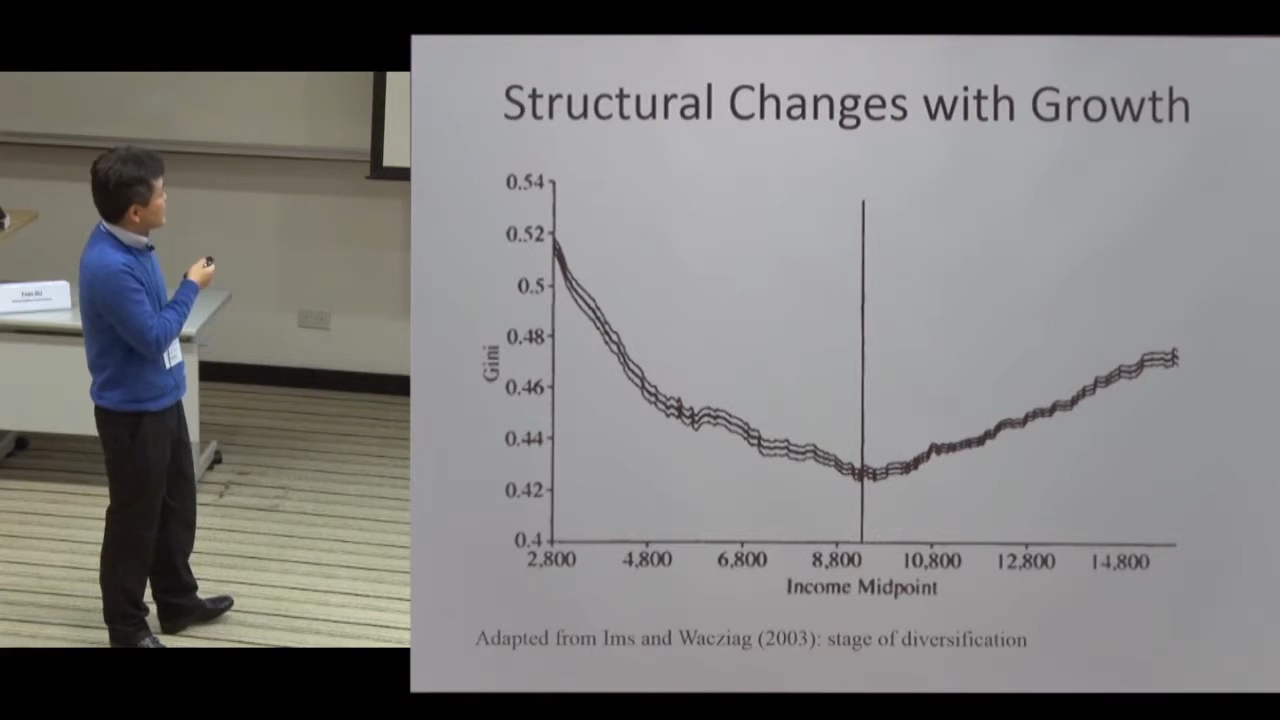 Structural Changes with Growth
0.54
0.52
0.5
0.48
0.46
0.44
0.42
0.4
Gini
2,800 4,800 6,800 8,800 10,800 12,800 14,800
Income Midpoint
Adapted from Ims and Wacziag (2003): stage of diversification